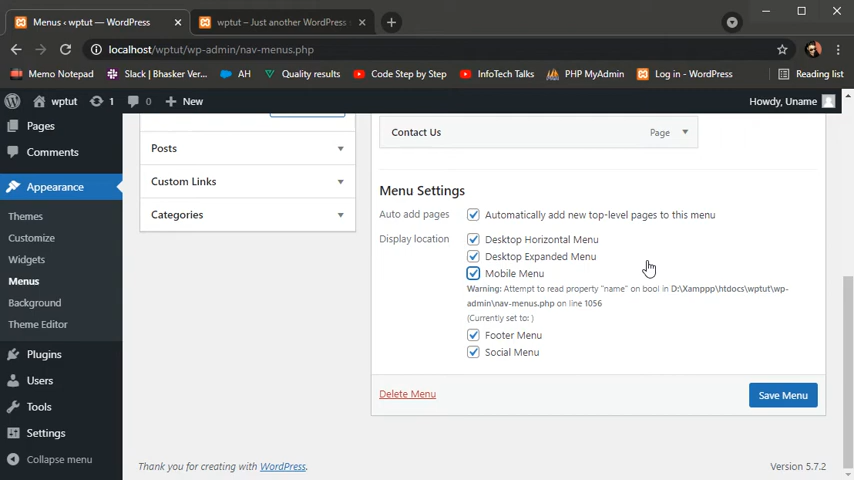 Menus ‹ wptut — WordPress
wptut – Just another WordPress s
localhost/wptut/wp-admin/nav-menus.php
Memo Notepad
Slack | Bhasker Ver...
AH
Quality results
Code Step by Step
InfoTech Talks
PHP MyAdmin
Log in - WordPress
Reading list
wptut
1
0
New
Howdy, Uname
Pages
Comments
Appearance
Themes
Customize
Widgets
Menus
Background
Theme Editor
Plugins
Users
Tools
Settings
Collapse menu
Posts
Custom Links
Categories
Contact Us
Page
Menu Settings
Auto add pages
Automatically add new top-level pages to this menu
Display location
Desktop Horizontal Menu
Desktop Expanded Menu
Mobile Menu
Warning: Attempt to read property "name" on bool in D:\Xamppp\htdocs\wptut\wp-
admin\nav-menus.php on line 1056
(Currently set to: )
Footer Menu
Social Menu
Delete Menu
Save Menu
Thank you for creating with WordPress.
Version 5.7.2